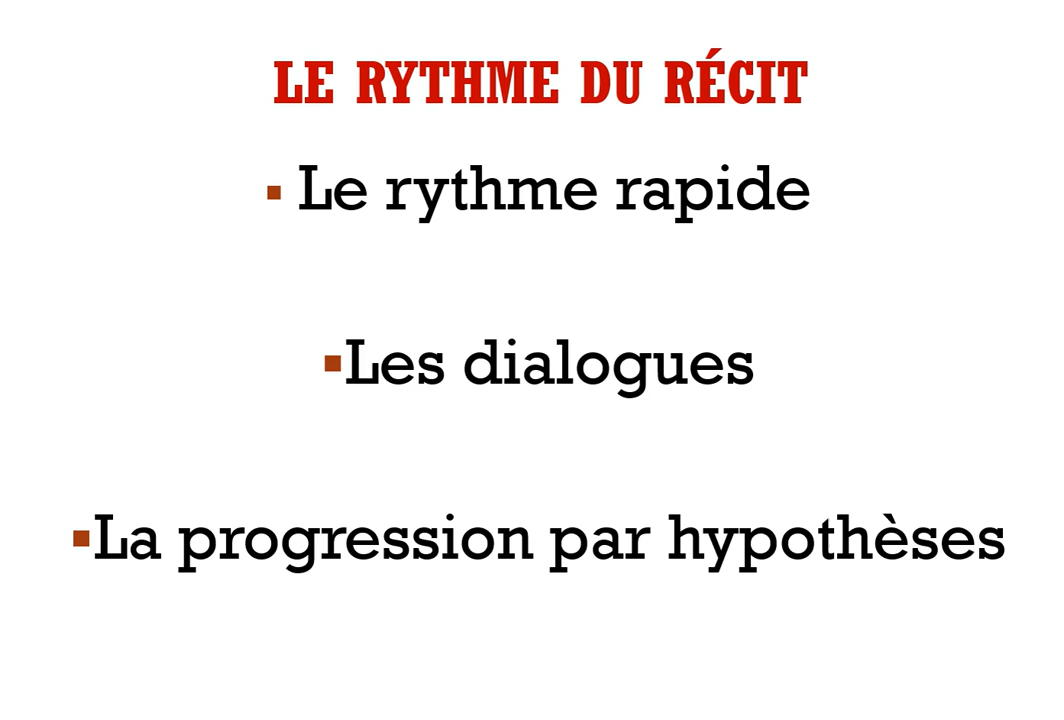 LE RYTHME DU RÉCIT
▪ Le rythme rapide
▪Les dialogues
▪La progression par hypothèses